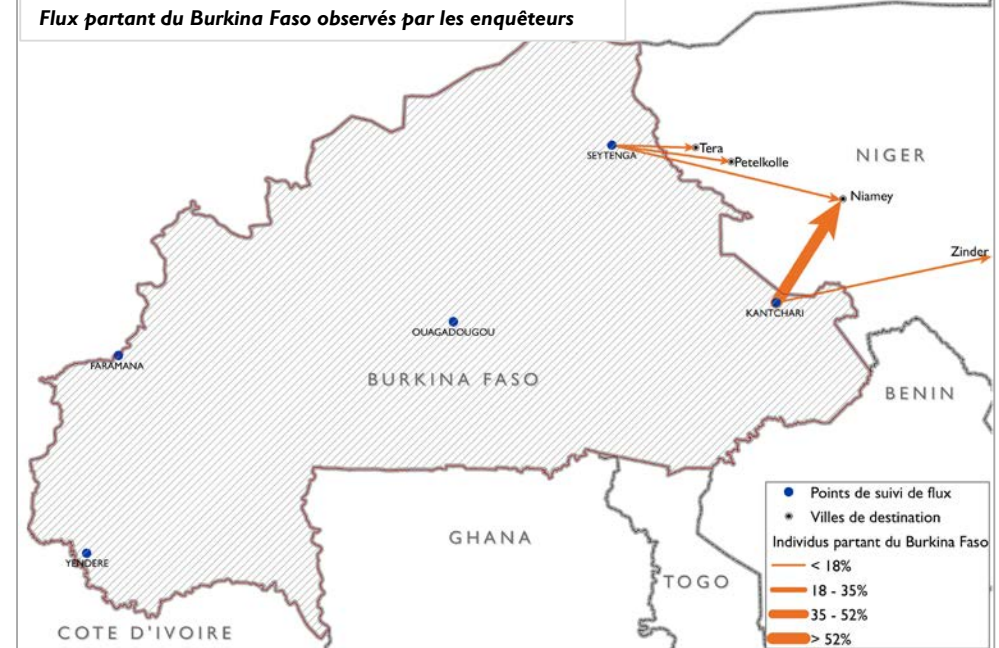 Flux partant du Burkina Faso observés par les enquêteurs
Tera
SEYTENGA
Petelkolle
NIGER
Niamey
Zinder
KANTCHARI
OUAGADOUGOU
FARAMANA
BURKINA FASO
BENIN
Points de suivi de flux
Villes de destination
Individus partant du Burkina Faso
< 18%
18 - 35%
35 - 52%
> 52%
GHANA
YENDERE
TOGO
COTE D'IVOIRE